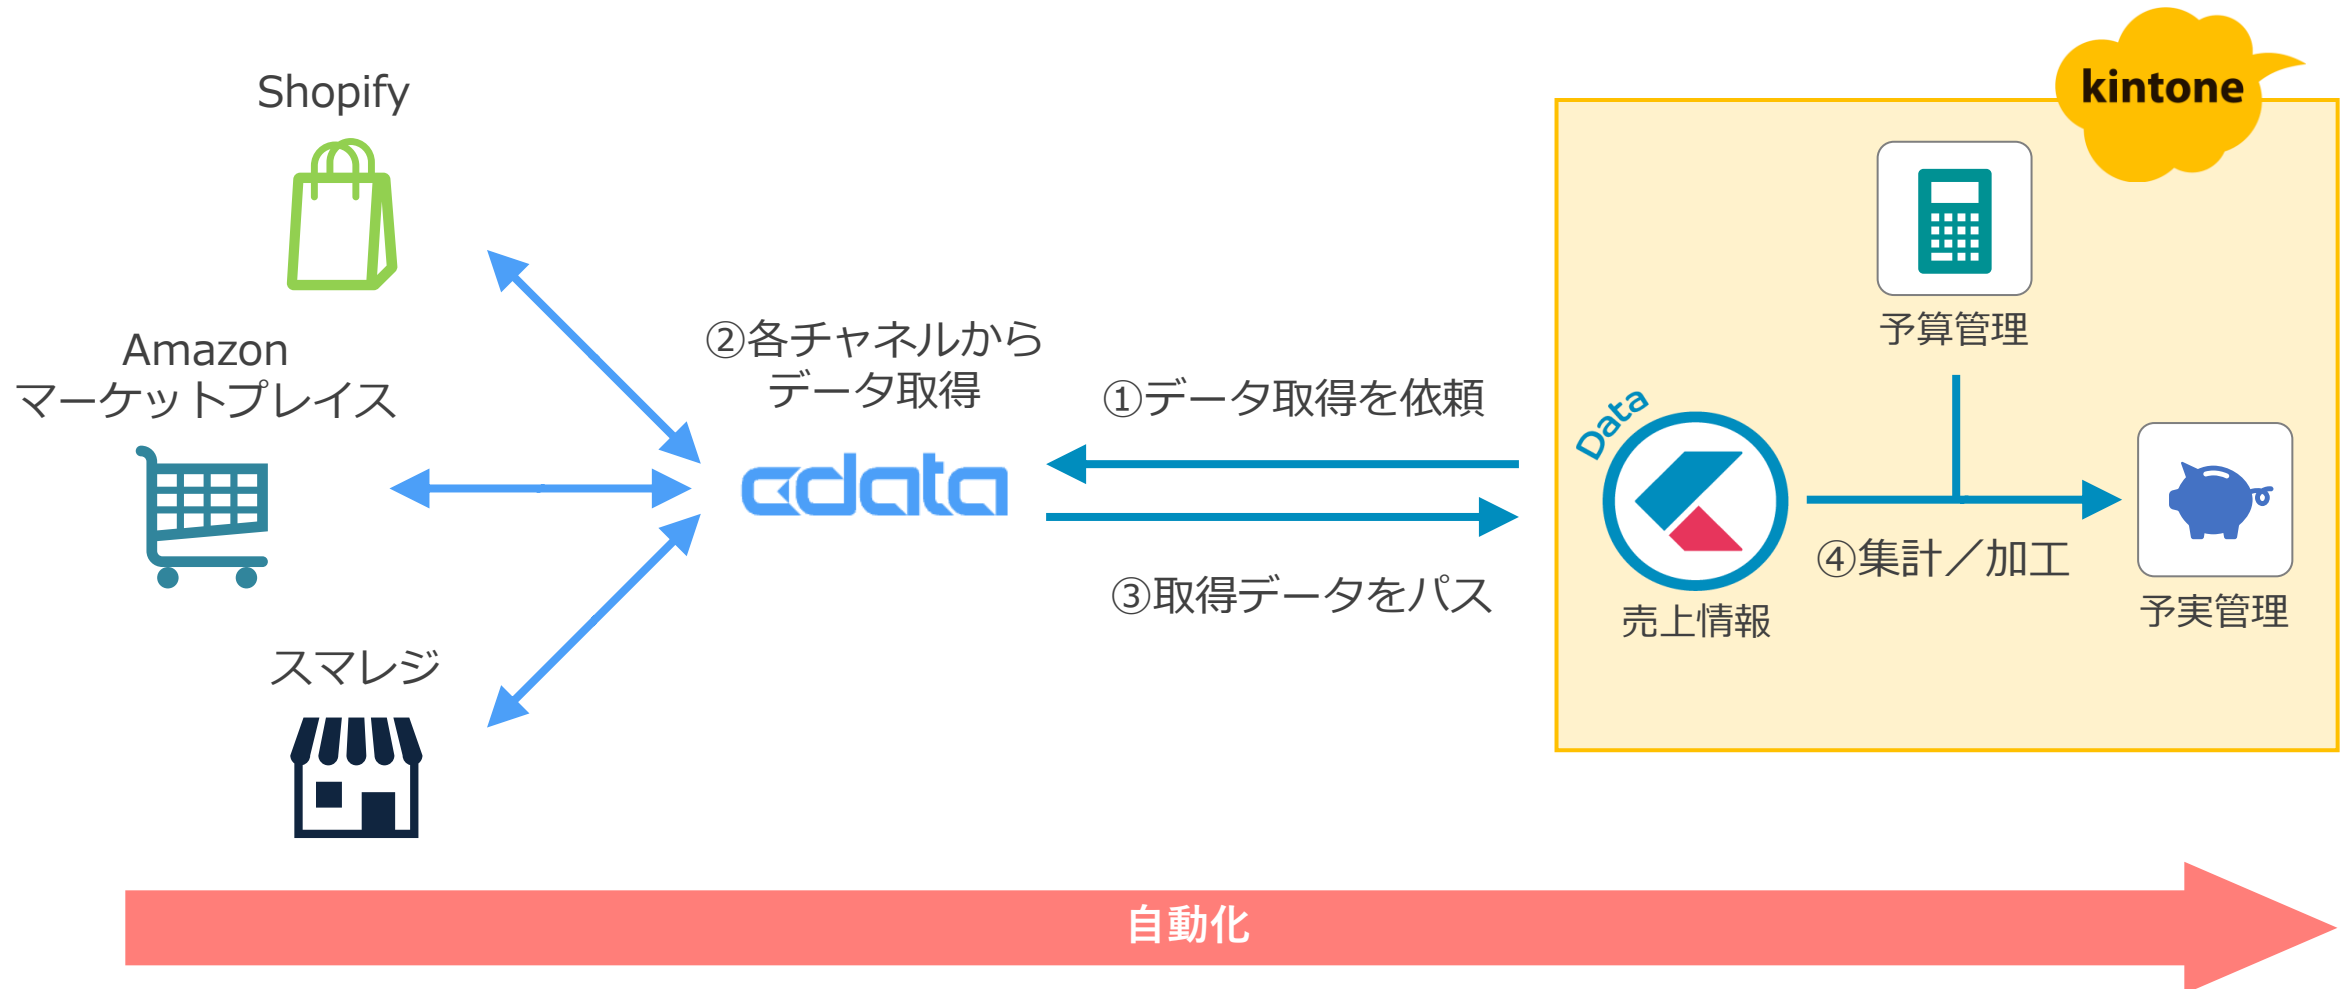 kintone
Shopify
Amazon
マーケットプレイス
スマレジ
②各チャネルから
データ取得
cdata
①データ取得を依頼
③取得データをパス
予算管理
Data
売上情報
④集計／加工
予実管理
自動化